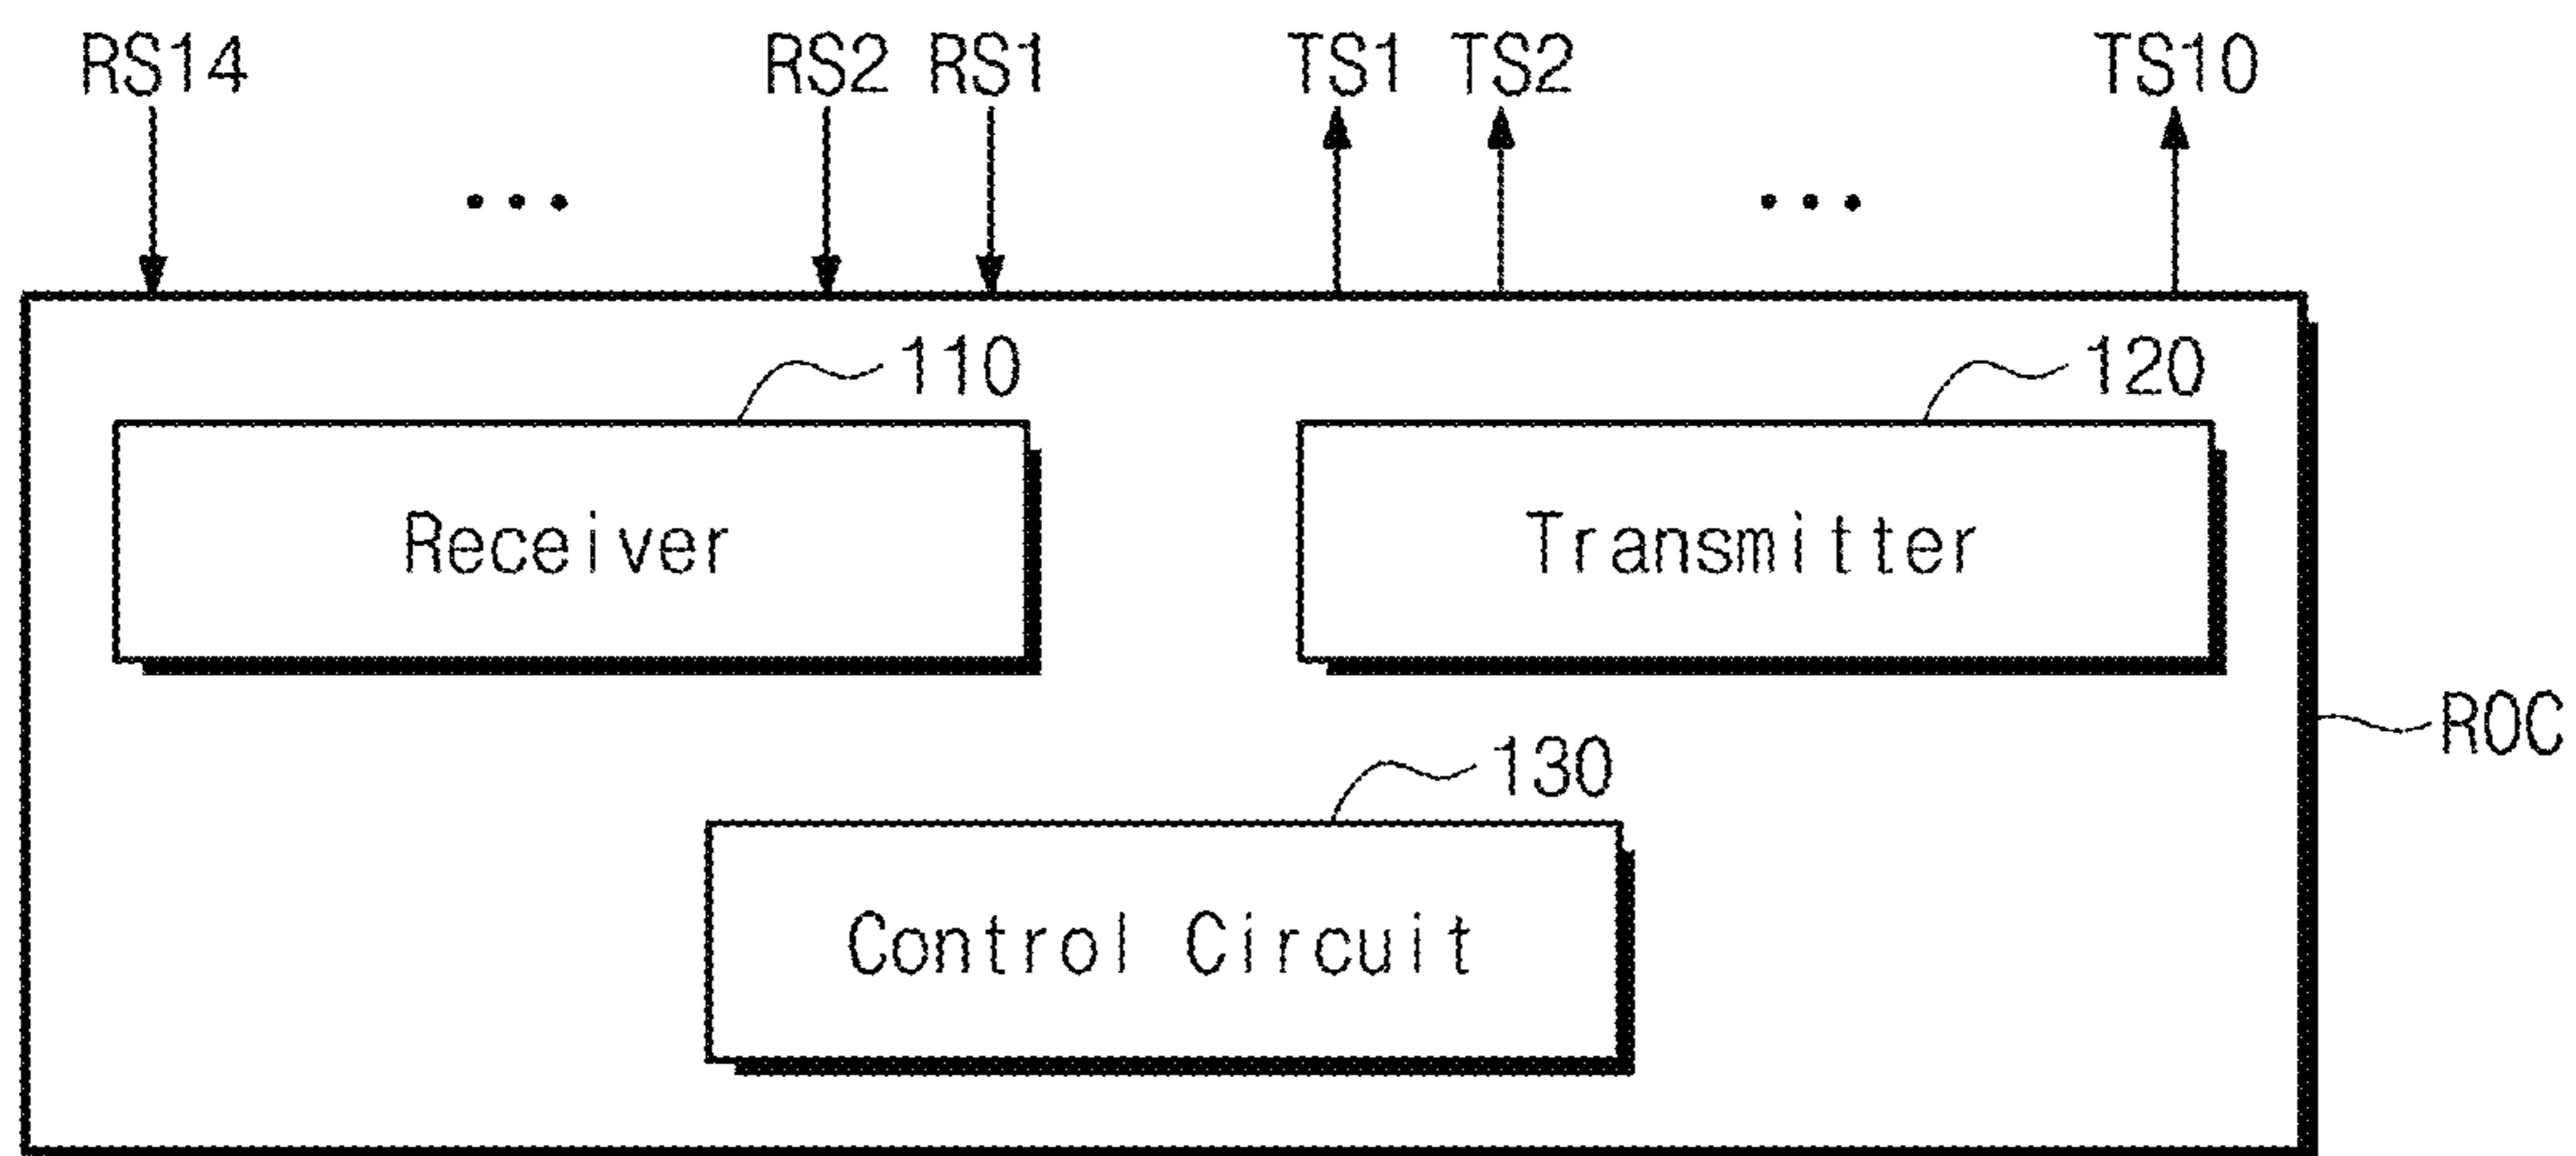 RS14 ... RS2 RS1 TS1 TS2 ... TS10
110 120
Receiver Transmitter
ROC
130
Control Circuit